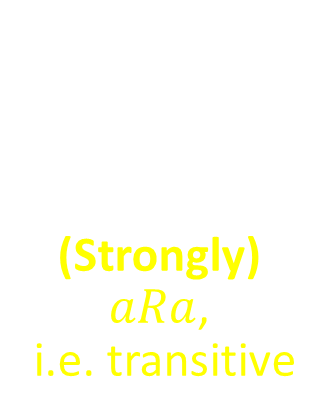 (Strongly)
𝑎𝑅𝑎,
i.e. transitive